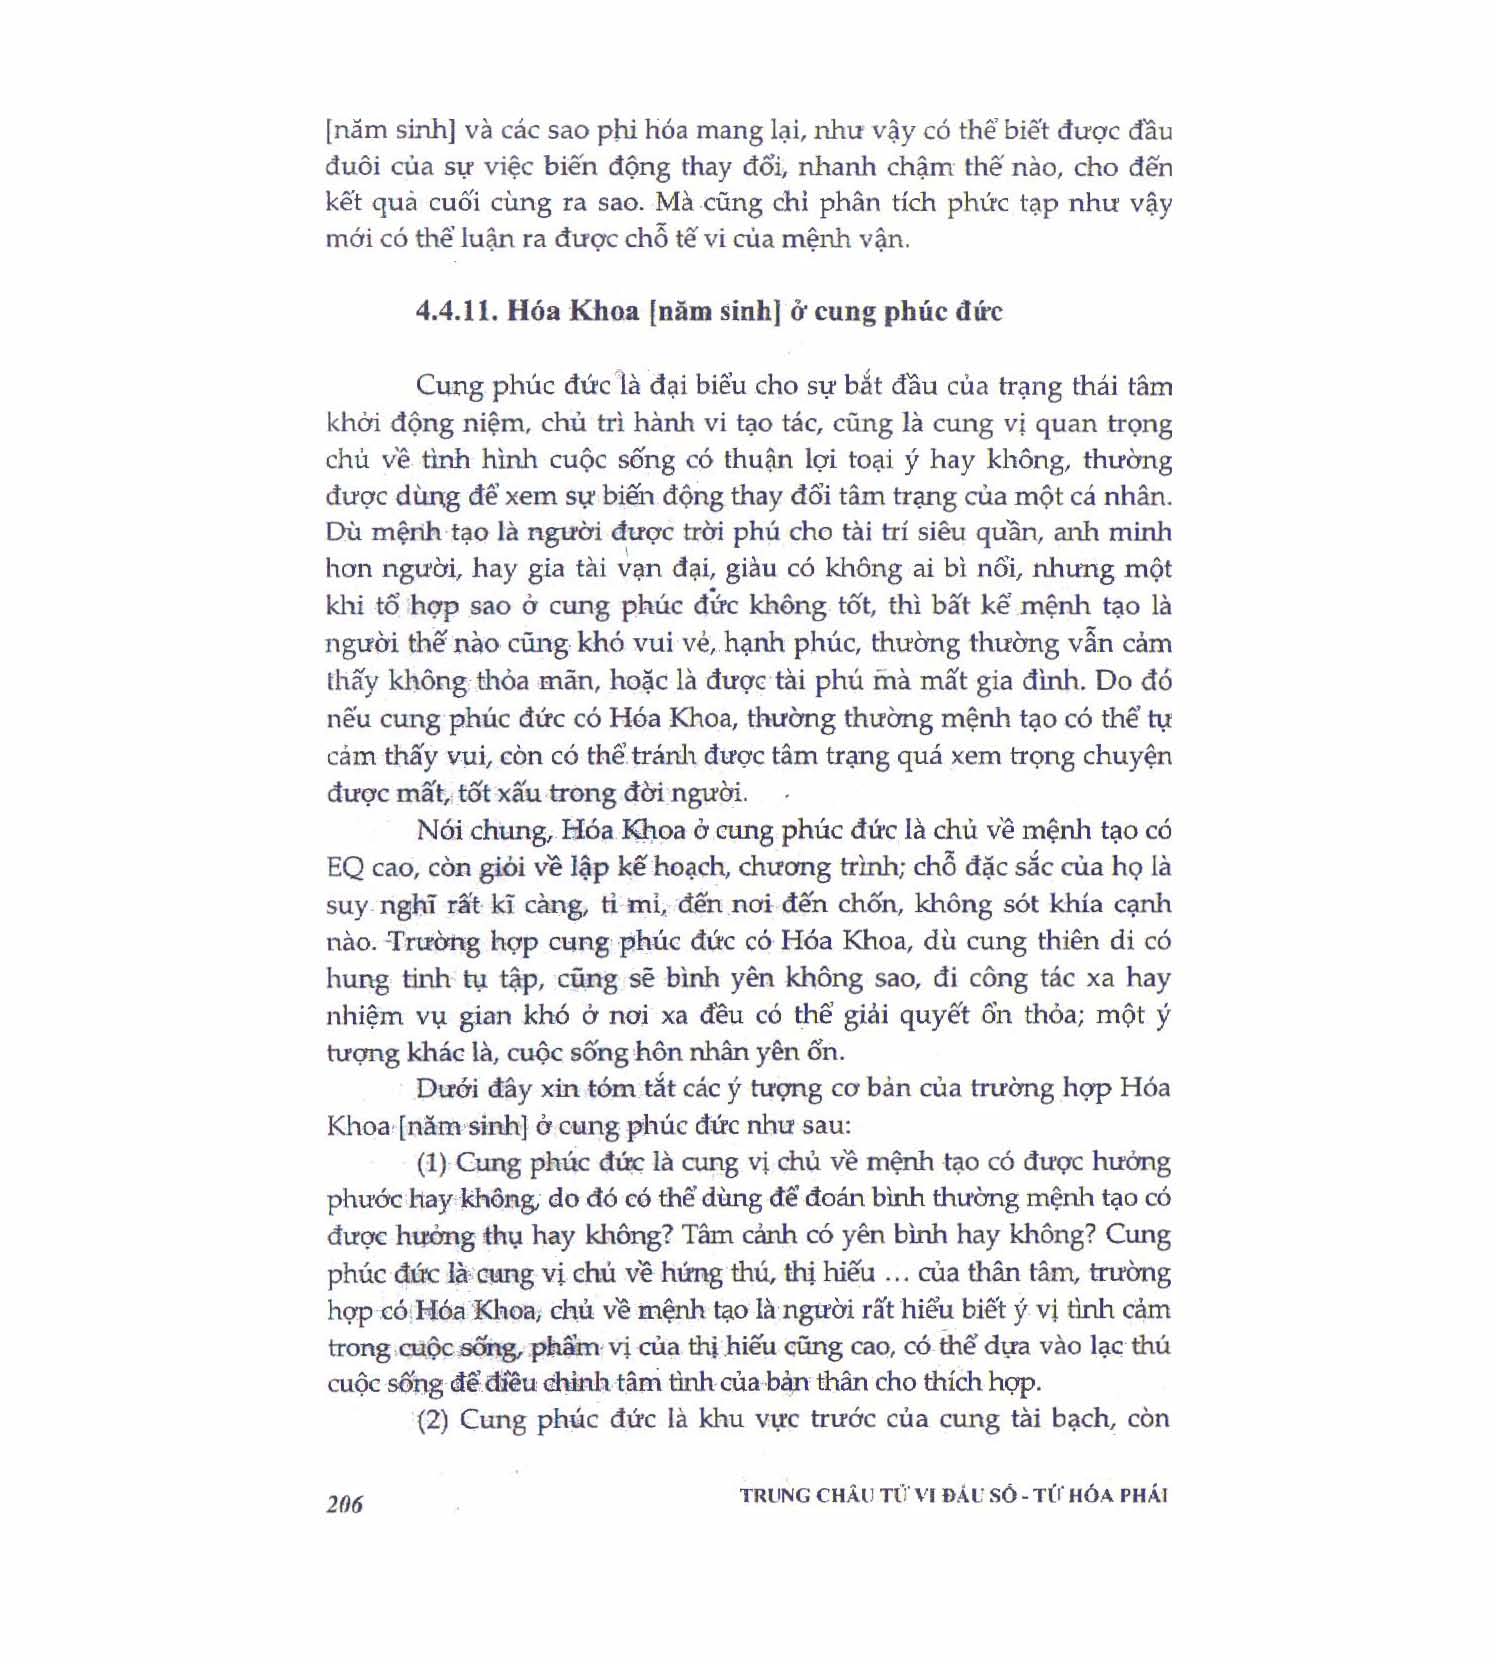 [năm sinh] và các sao phi hóa mang lại, như vậy có thể biết được đầu
đuôi của sự việc biến động thay đổi, nhanh chậm thế nào, cho đến
kết quả cuối cùng ra sao. Mà cũng chỉ phân tích phức tạp như vậy
mới có thể luận ra được chỗ tế vi của mệnh vận.
4.4.11. Hóa Khoa [năm sinh] ở cung phúc đức
Cung phúc đức là đại biểu cho sự bắt đầu của trạng thái tâm
khởi động niệm, chủ trì hành vi tạo tác, cũng là cung vị quan trọng
chủ về tình hình cuộc sống có thuận lợi toại ý hay không, thường
được dùng để xem sự biến động thay đổi tâm trạng của một cá nhân.
Dù mệnh tạo là người được trời phú cho tài trí siêu quần, anh minh
hơn người, hay gia tài vạn đại, giàu có không ai bì nổi, nhưng một
khi tổ hợp sao ở cung phúc đức không tốt, thì bất kể mệnh tạo là
người thế nào cũng khó vui vẻ, hạnh phúc, thường thường vẫn cảm
thấy không thỏa mãn, hoặc là được tài phú mà mất gia đình. Do đó
nếu cung phúc đức có Hóa Khoa, thường thường mệnh tạo có thể tự
cảm thấy vui, còn có thể tránh được tâm trạng quá xem trọng chuyện
được mất, tốt xấu trong đời người.
Nói chung, Hóa Khoa ở cung phúc đức là chủ về mệnh tạo có
EQ cao, còn giỏi về lập kế hoạch, chương trình; chỗ đặc sắc của họ là
suy nghĩ rất kĩ càng, tỉ mỉ, đến nơi đến chốn, không sót khía cạnh
nào. Trường hợp cung phúc đức có Hóa Khoa, dù cung thiên di có
hung tinh tụ tập, cũng sẽ bình yên không sao, đi công tác xa hay
nhiệm vụ gian khó ở nơi xa đều có thể giải quyết ổn thỏa; một ý
tượng khác là, cuộc sống hôn nhân yên ổn.
Dưới đây xin tóm tắt các ý tượng cơ bản của trường hợp Hóa
Khoa [năm sinh] ở cung phúc đức như sau:
(1) Cung phúc đức là cung vị chủ về mệnh tạo có được hưởng
phước hay không, do đó có thể dùng để đoán bình thường mệnh tạo có
được hưởng thụ hay không? Tâm cảnh có yên bình hay không? Cung
phúc đức là cung vị chủ về hứng thú, thị hiếu ... của thân tâm, trường
hợp có Hóa Khoa, chủ về mệnh tạo là người rất hiểu biết ý vị tình cảm
trong cuộc sống, phẩm vị của thị hiếu cũng cao, có thể dựa vào lạc thú
cuộc sống để điều chỉnh tâm tình của bản thân cho thích hợp.
(2) Cung phúc đức là khu vực trước của cung tài bạch, còn
206
TRUNG CHÂU TỬ VI ĐẨU SỐ - TỨ HÓA PHÁI